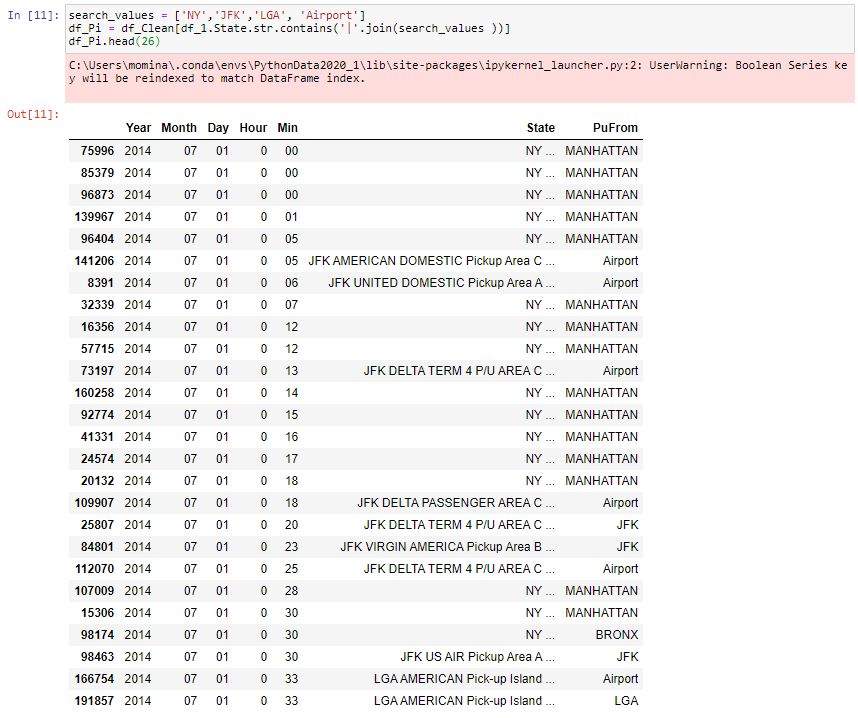 In [11]: search_values = ['NY','JFK','LGA', 'Airport']
df_Pi = df_Clean[df_1.State.str.contains('|'.join(search_values ))]
df_Pi.head(26)
C:\Users\momina\.conda\envs\PythonData2020_1\lib\site-packages\ipykernel_launcher.py:2: UserWarning: Boolean Series ke
y will be reindexed to match DataFrame index.
Out[11]:
Year Month Day Hour Min State PuFrom
75996 2014 07 01 0 00 NY ... MANHATTAN
85379 2014 07 01 0 00 NY ... MANHATTAN
96873 2014 07 01 0 00 NY ... MANHATTAN
139967 2014 07 01 0 01 NY ... MANHATTAN
96404 2014 07 01 0 05 NY ... MANHATTAN
141206 2014 07 01 0 05 JFK AMERICAN DOMESTIC Pickup Area C ... Airport
8391 2014 07 01 0 06 JFK UNITED DOMESTIC Pickup Area A ... Airport
32339 2014 07 01 0 07 NY ... MANHATTAN
16356 2014 07 01 0 12 NY ... MANHATTAN
57715 2014 07 01 0 12 NY ... MANHATTAN
73197 2014 07 01 0 13 JFK DELTA TERM 4 P/U AREA C ... Airport
160258 2014 07 01 0 14 NY ... MANHATTAN
92774 2014 07 01 0 15 NY ... MANHATTAN
41331 2014 07 01 0 16 NY ... MANHATTAN
24574 2014 07 01 0 17 NY ... MANHATTAN
20132 2014 07 01 0 18 NY ... MANHATTAN
109907 2014 07 01 0 18 JFK DELTA PASSENGER AREA C ... Airport
25807 2014 07 01 0 20 JFK DELTA TERM 4 P/U AREA C ... JFK
84801 2014 07 01 0 23 JFK VIRGIN AMERICA Pickup Area B ... JFK
112070 2014 07 01 0 25 JFK DELTA TERM 4 P/U AREA C ... Airport
107009 2014 07 01 0 28 NY ... MANHATTAN
15306 2014 07 01 0 30 NY ... MANHATTAN
98174 2014 07 01 0 30 NY ... BRONX
98463 2014 07 01 0 30 JFK US AIR Pickup Area A ... JFK
166754 2014 07 01 0 33 LGA AMERICAN Pick-up Island ... Airport
191857 2014 07 01 0 33 LGA AMERICAN Pick-up Island ... LGA